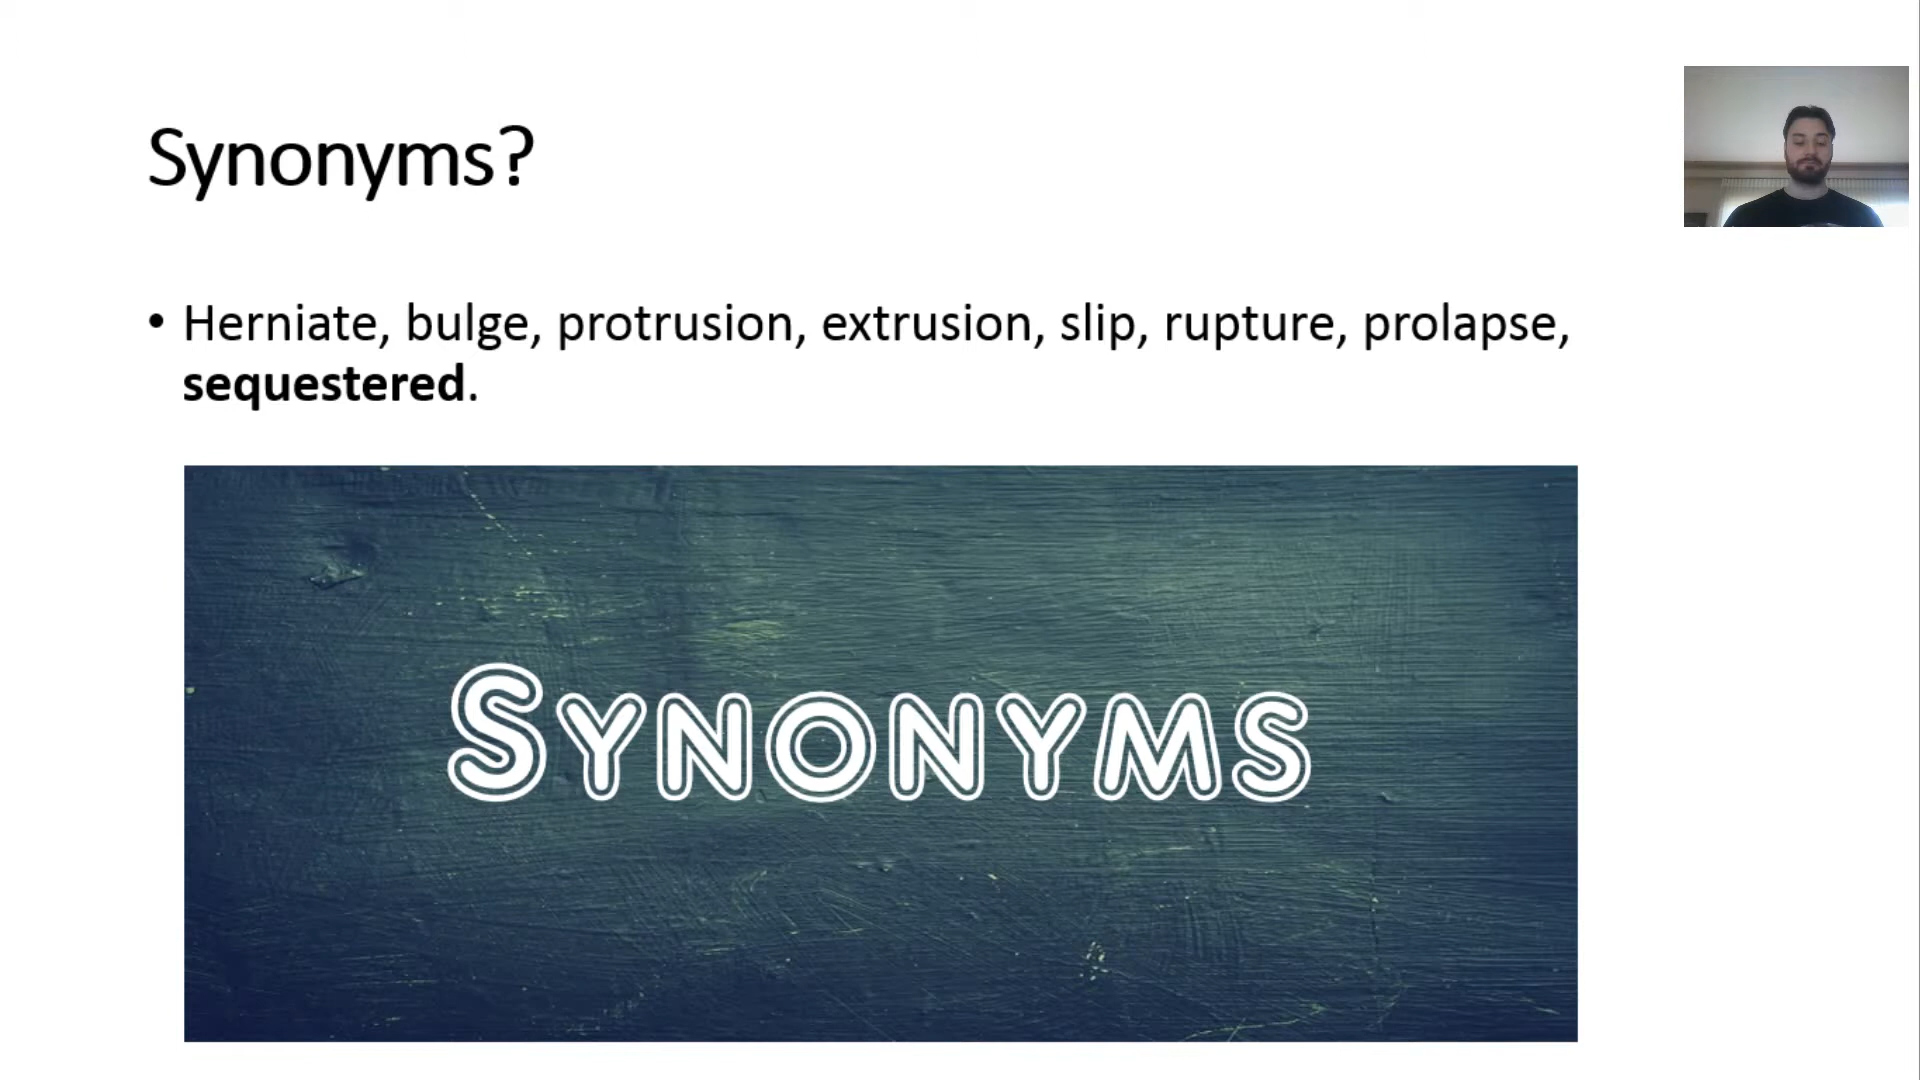 Synonyms?
• Herniate, bulge, protrusion, extrusion, slip, rupture, prolapse,
sequestered.
Synonyms